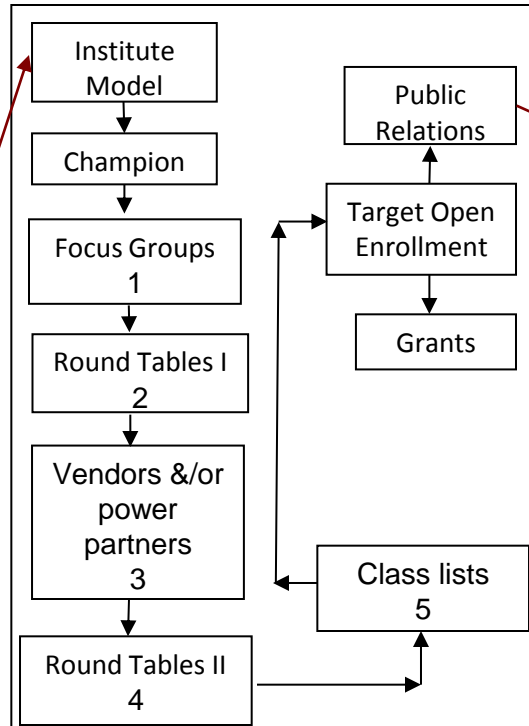 Institute
Model
Champion
Focus Groups
1
Round Tables I
2
Vendors &/or
power
partners
3
Round Tables II
4
Class lists
5
Target Open
Enrollment
Public
Relations
Grants